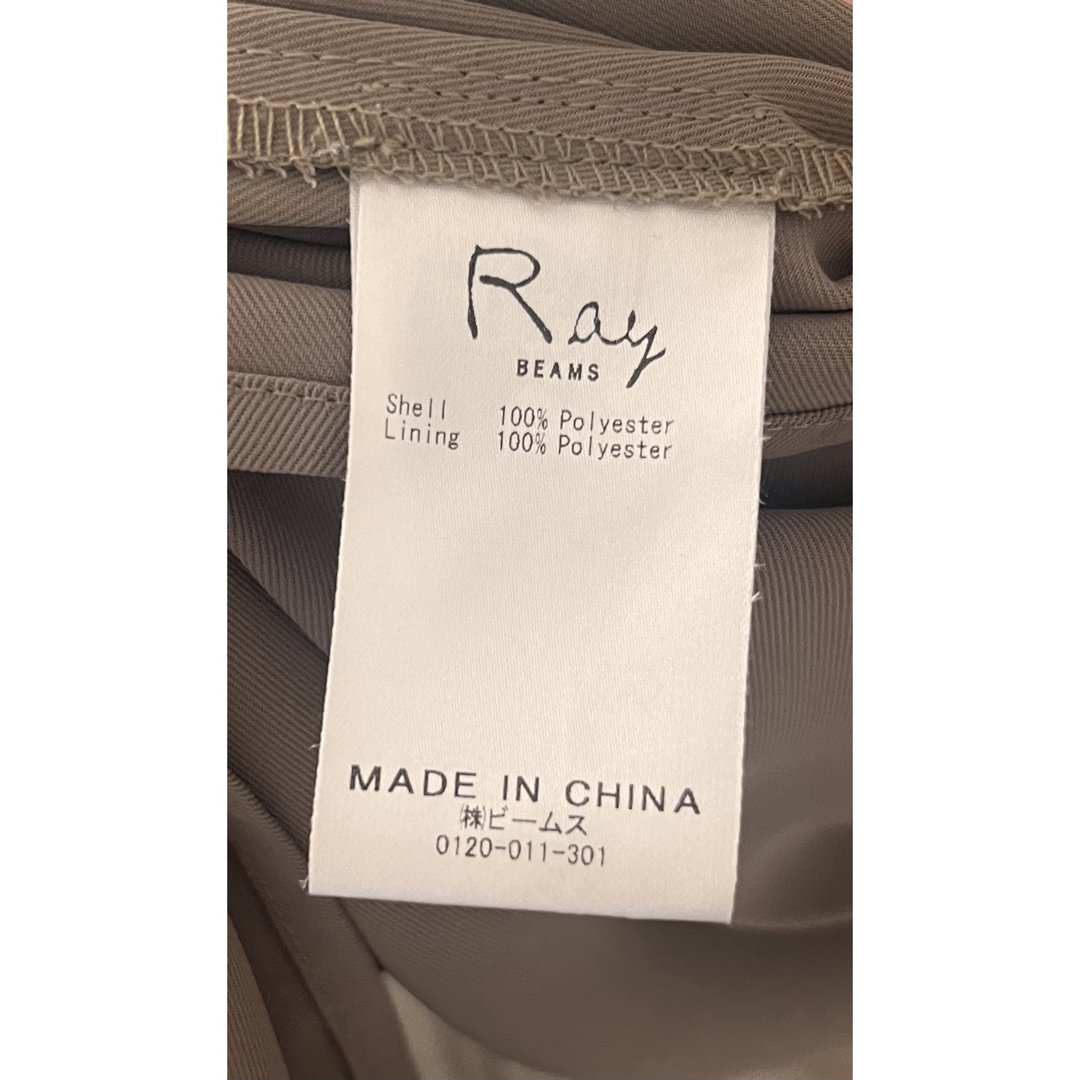 Ray
BEAMS
Shell 100% Polyester
Lining 100% Polyester
MADE IN CHINA
㈱ビームス
0120-011-301